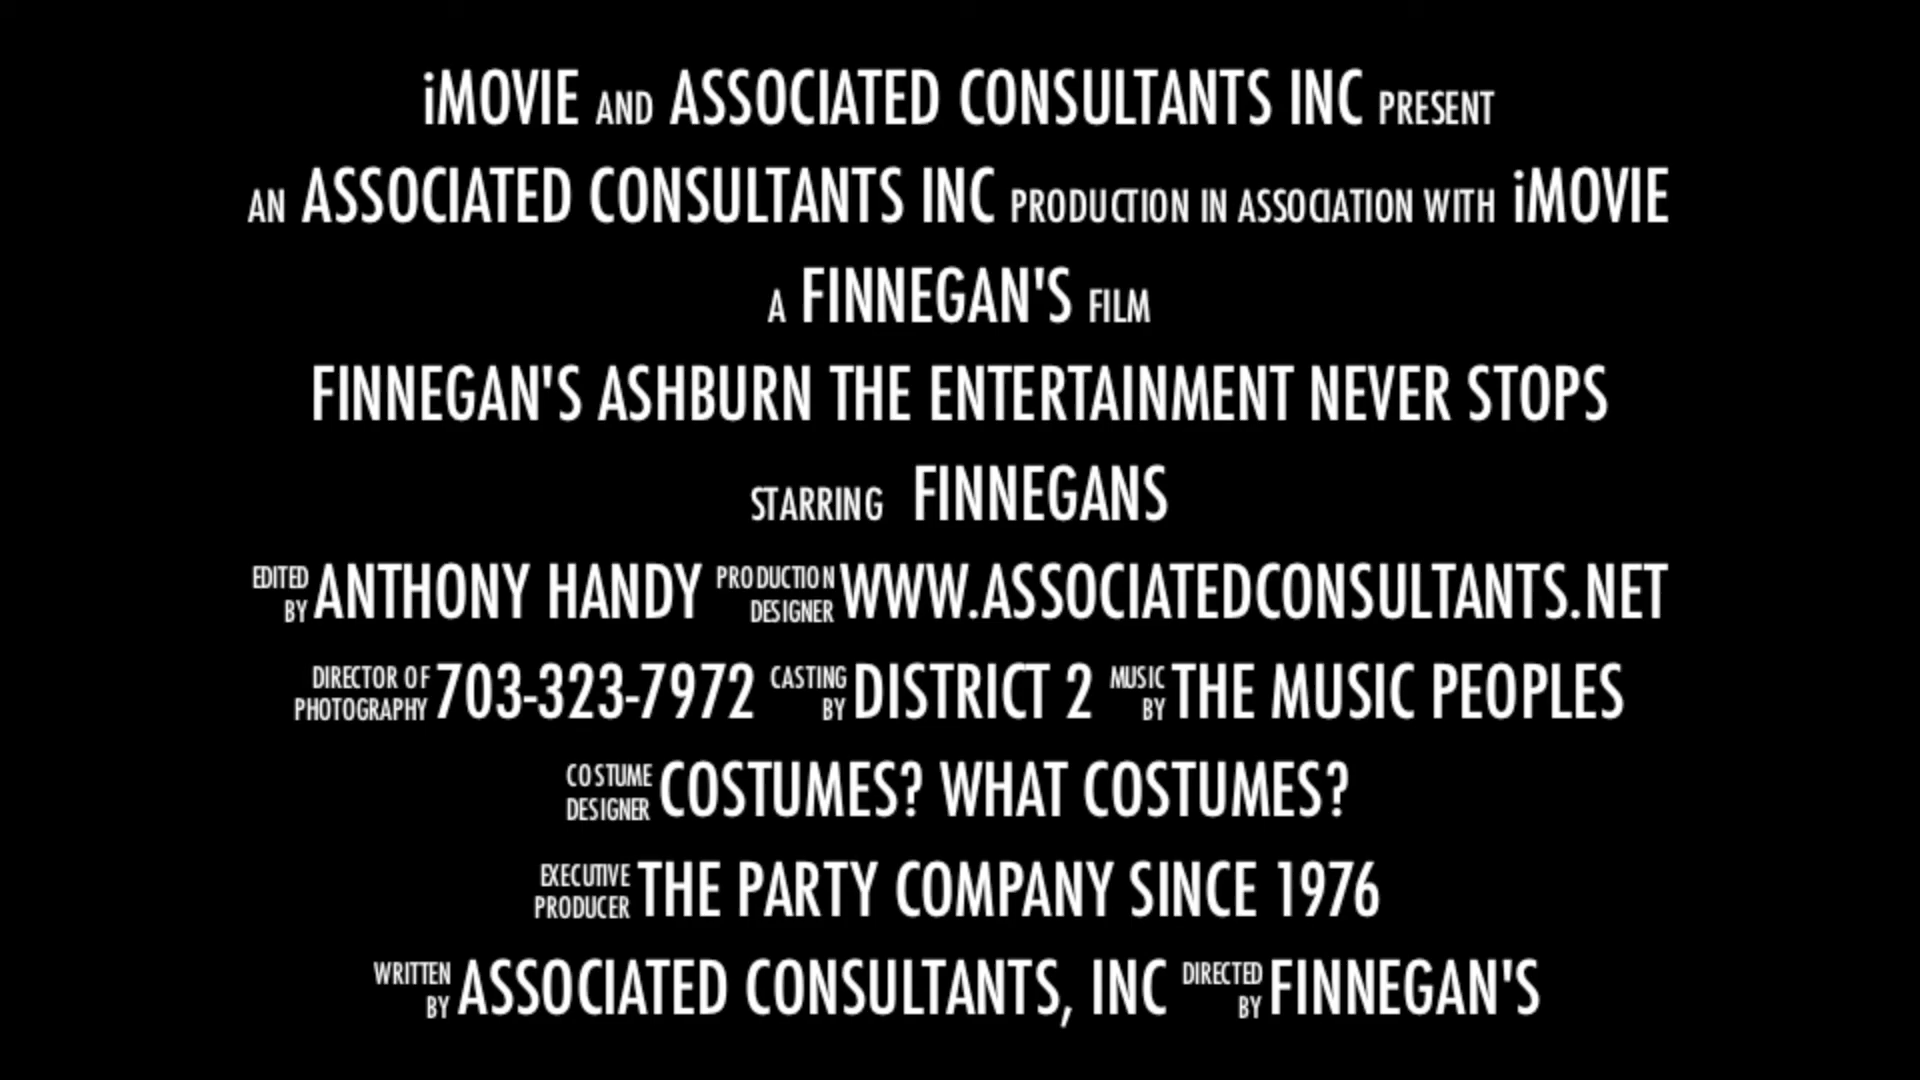 iMOVIE AND ASSOCIATED CONSULTANTS INC PRESENT
AN ASSOCIATED CONSULTANTS INC PRODUCTION IN ASSOCIATION WITH iMOVIE
A FINNEGAN'S FILM
FINNEGAN'S ASHBURN THE ENTERTAINMENT NEVER STOPS
STARRING FINNEGANS
EDITED BY ANTHONY HANDY PRODUCTION DESIGNER WWW.ASSOCIATEDCONSULTANTS.NET
DIRECTOR OF PHOTOGRAPHY 703-323-7972 CASTING BY DISTRICT 2 MUSIC BY THE MUSIC PEOPLES
COSTUME DESIGNER COSTUMES? WHAT COSTUMES?
EXECUTIVE PRODUCER THE PARTY COMPANY SINCE 1976
WRITTEN BY ASSOCIATED CONSULTANTS, INC DIRECTED BY FINNEGAN'S